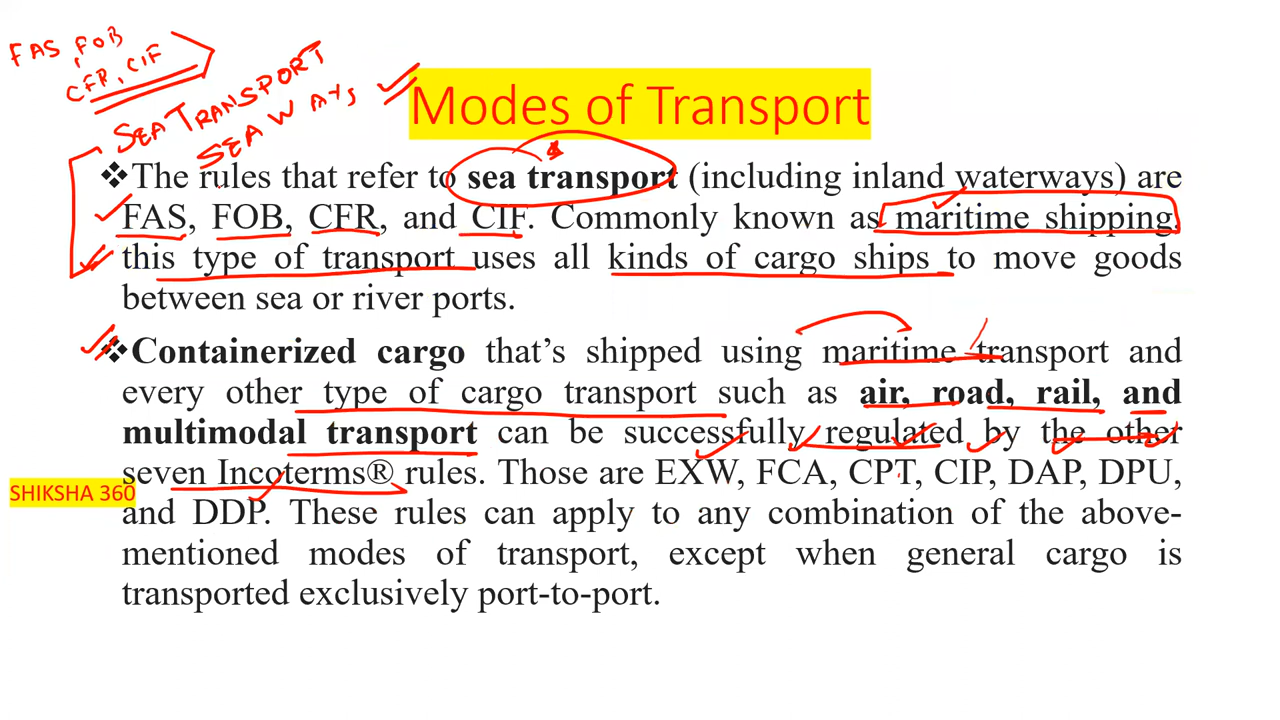 FAS, FOB
CFR, CIF
SEA TRANSPORT
SEA WAYS
Modes of Transport
❖The rules that refer to sea transport (including inland waterways) are
FAS, FOB, CFR, and CIF. Commonly known as maritime shipping,
this type of transport uses all kinds of cargo ships to move goods
between sea or river ports.
❖Containerized cargo that’s shipped using maritime transport and
every other type of cargo transport such as air, road, rail, and
multimodal transport can be successfully regulated by the other
seven Incoterms® rules. Those are EXW, FCA, CPT, CIP, DAP, DPU,
and DDP. These rules can apply to any combination of the above-
mentioned modes of transport, except when general cargo is
transported exclusively port-to-port.
SHIKSHA 360